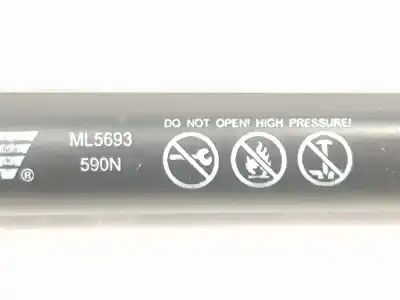 DO NOT OPEN! HIGH PRESSURE!
ML5693
590N
®